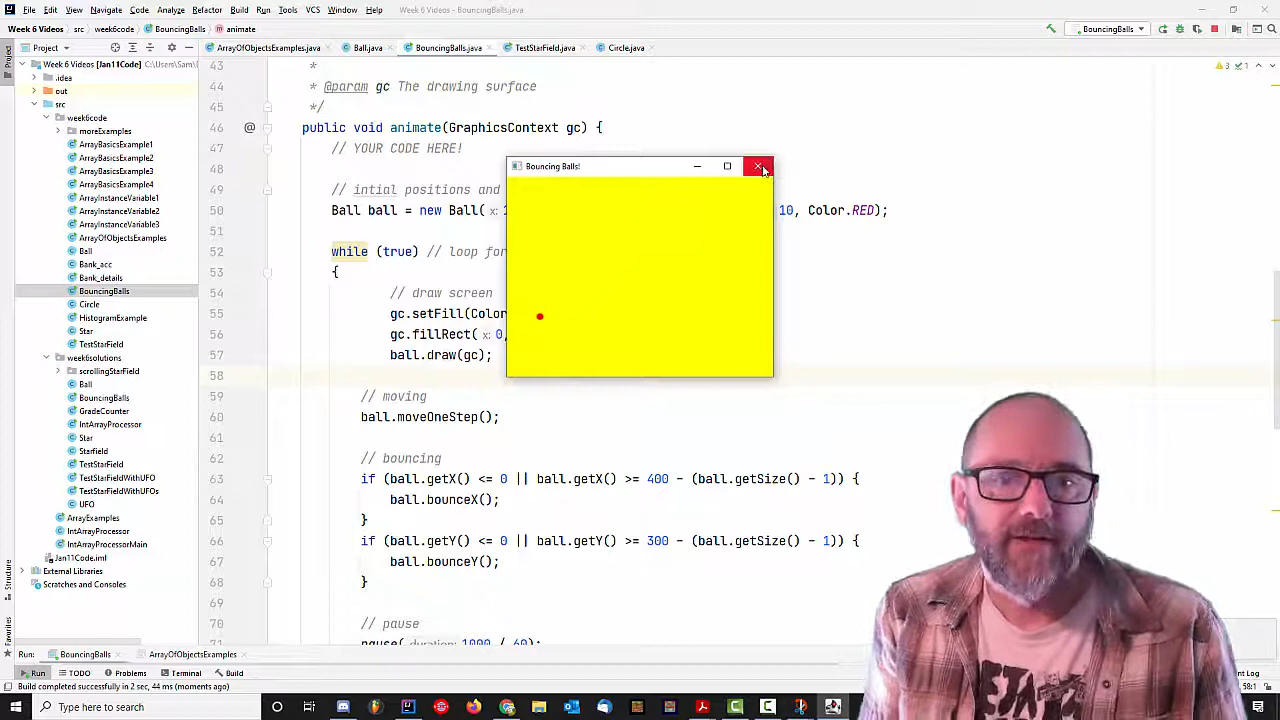 File Edit View Navigate Code Analyze Refactor Build Run Tools VCS Window Help Week 6 Videos - BouncingBalls.java
Week 6 Videos src week6code BouncingBalls animate
BouncingBalls
Project
ArrayOfObjectsExamples.java Ball.java BouncingBalls.java TestStarField.java Circle.java
Week 6 Videos [Jan11Code] C:\Users\Sam\
.idea
out
src
week6code
moreExamples
ArrayBasicsExample1
ArrayBasicsExample2
ArrayBasicsExample3
ArrayBasicsExample4
ArrayInstanceVariable1
ArrayInstanceVariable2
ArrayInstanceVariable3
ArrayOfObjectsExamples
Ball
Bank_acc
Bank_details
BouncingBalls
Circle
HistogramExample
Star
TestStarField
week6solutions
scrollingStarField
Ball
BouncingBalls
GradeCounter
IntArrayProcessor
Star
Starfield
TestStarField
TestStarFieldWithUFO
TestStarFieldWithUFOs
UFO
ArrayExamples
IntArrayProcessor
IntArrayProcessorMain
Jan11Code.iml
External Libraries
Scratches and Consoles
Project
Structure
Favorites
3 1
43 *
44 * @param gc The drawing surface
45 */
46 @ public void animate(GraphicsContext gc) {
47 // YOUR CODE HERE!
48
49 // intial positions and
50 Ball ball = new Ball( x: 10, Color.RED);
51
52 while (true) // loop for
53 {
54 // draw screen
55 gc.setFill(Color
56 gc.fillRect( x: 0,
57 ball.draw(gc);
58
59 // moving
60 ball.moveOneStep();
61
62 // bouncing
63 if (ball.getX() <= 0 || ball.getX() >= 400 - (ball.getSize() - 1)) {
64 ball.bounceX();
65 }
66 if (ball.getY() <= 0 || ball.getY() >= 300 - (ball.getSize() - 1)) {
67 ball.bounceY();
68 }
69
70 // pause
71 pause( duration: 1000 / 60);
Bouncing Balls!
Run: BouncingBalls ArrayOfObjectsExamples
Run TODO Problems Terminal Build
Build completed successfully in 2 sec, 44 ms (moments ago)
Type here to search